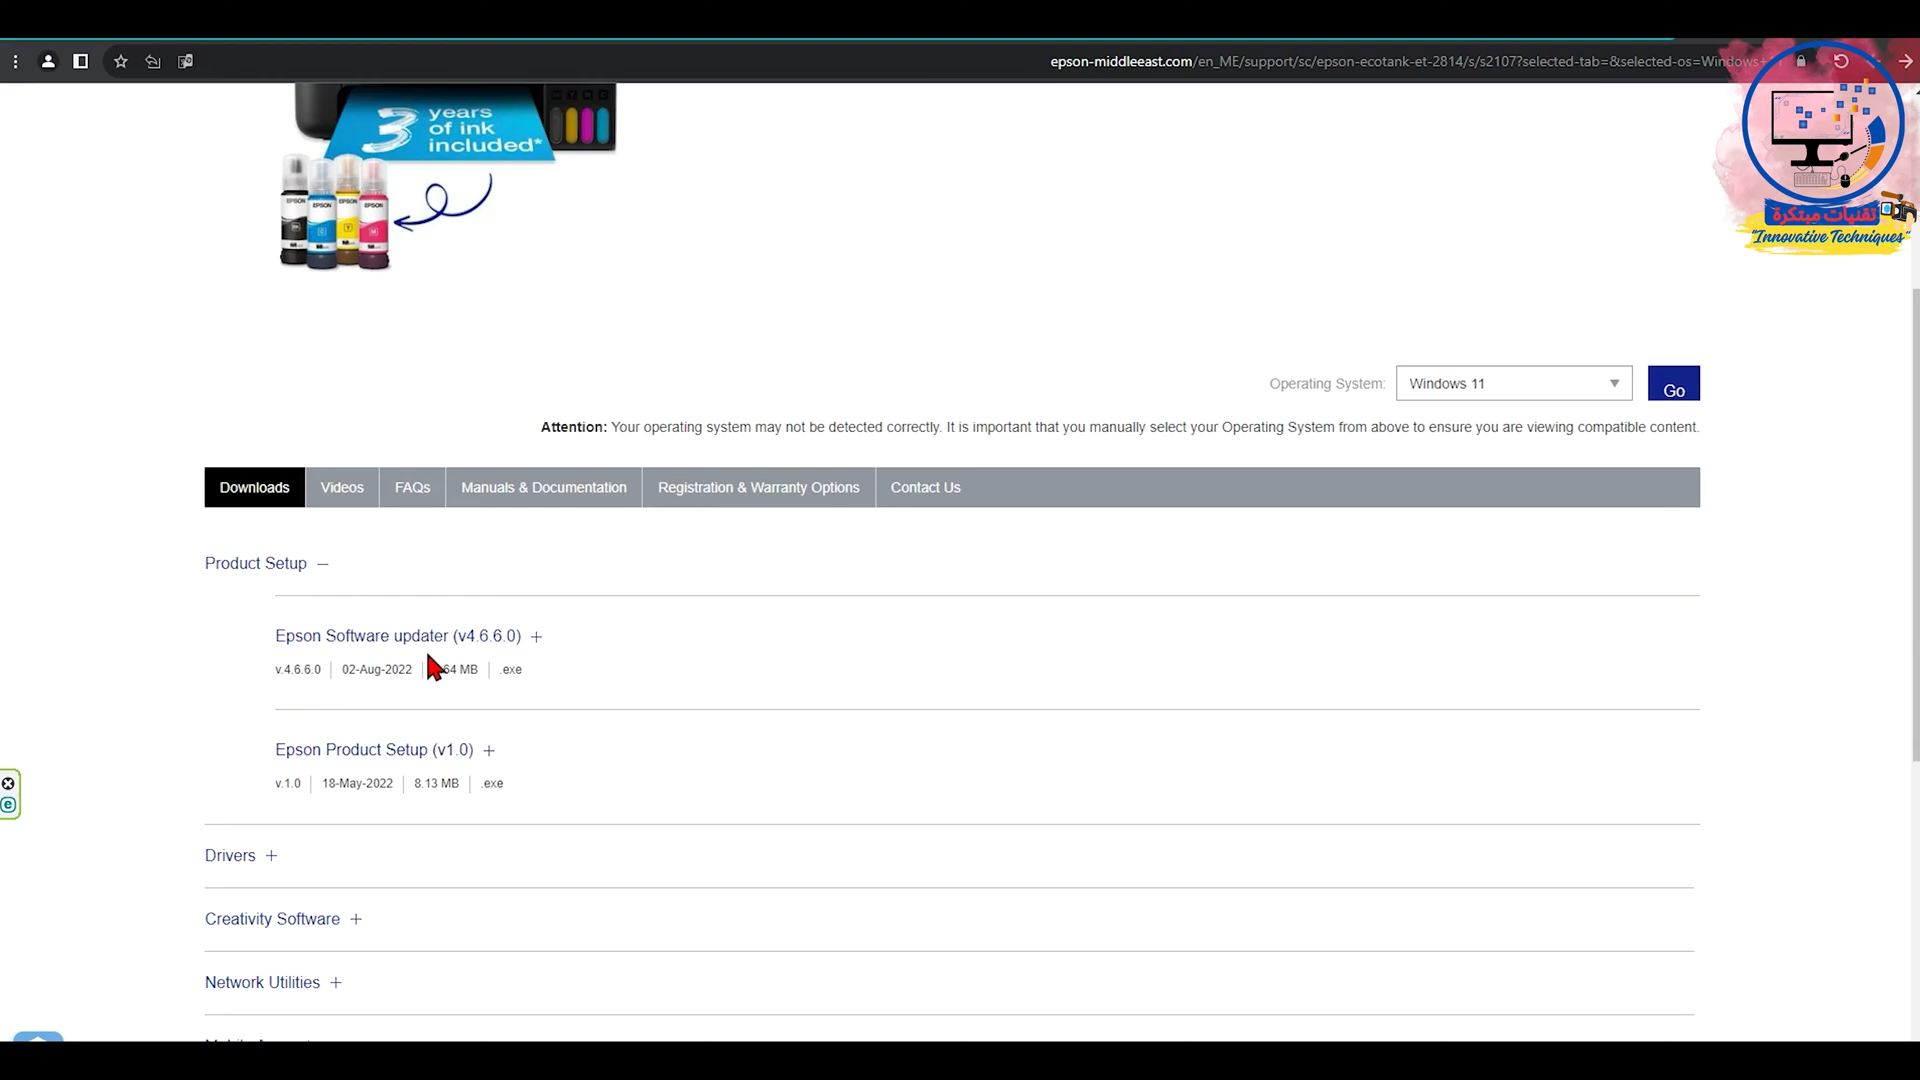 epson-middleeast.com/en_ME/support/sc/epson-ecotank-et-2814/s/s2107?selected-tab=&selected-os=Windows
تقنيات مبتكرة
"Innovative Techniques"
3 years
of ink
included*
EPSON EPSON EPSON EPSON
Operating System: Windows 11 Go
Attention: Your operating system may not be detected correctly. It is important that you manually select your Operating System from above to ensure you are viewing compatible content.
Downloads Videos FAQs Manuals & Documentation Registration & Warranty Options Contact Us
Product Setup
Epson Software updater (v4.6.6.0)
v.4.6.6.0 02-Aug-2022 64 MB .exe
Epson Product Setup (v1.0)
v.1.0 18-May-2022 8.13 MB .exe
Drivers
Creativity Software
Network Utilities